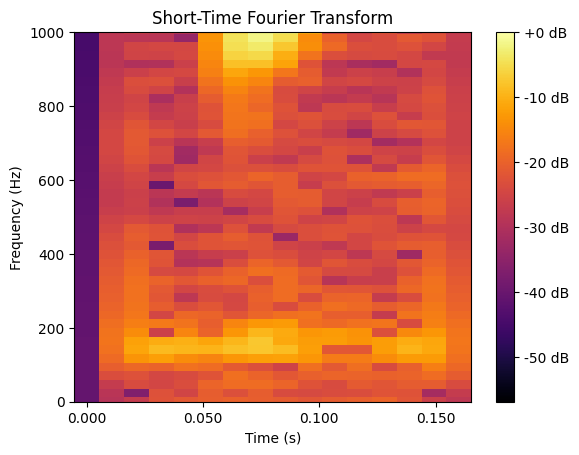 Short-Time Fourier Transform
1000
800
600
400
200
0
Frequency (Hz)
0.000
0.050
0.100
0.150
Time (s)
+0 dB
-10 dB
-20 dB
-30 dB
-40 dB
-50 dB